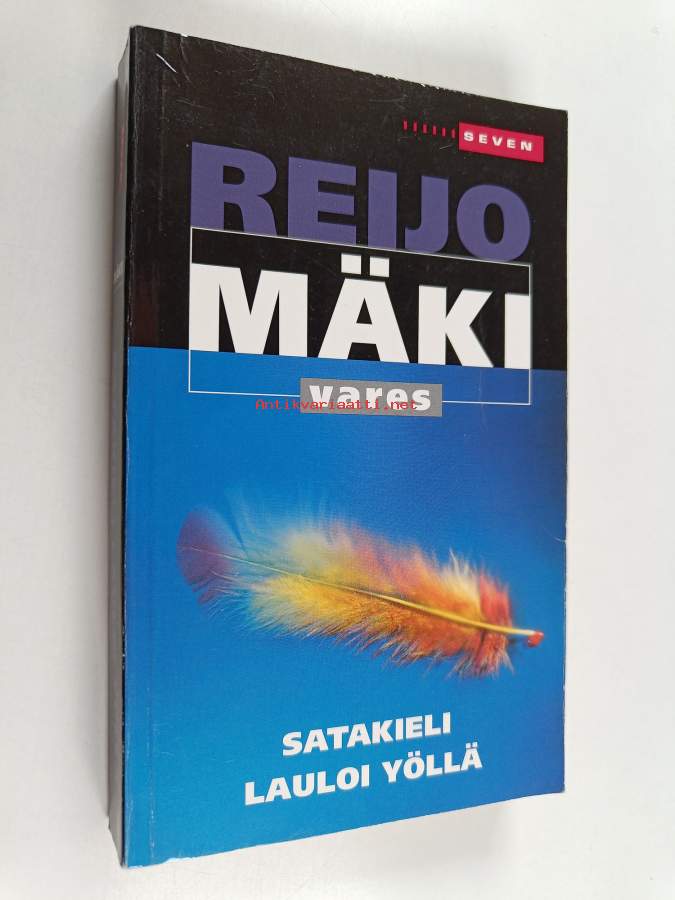 SEVEN
REIJO
MÄKI
vares
Antikvariaatti.net
SATAKIELI
LAULOI YÖLLÄ